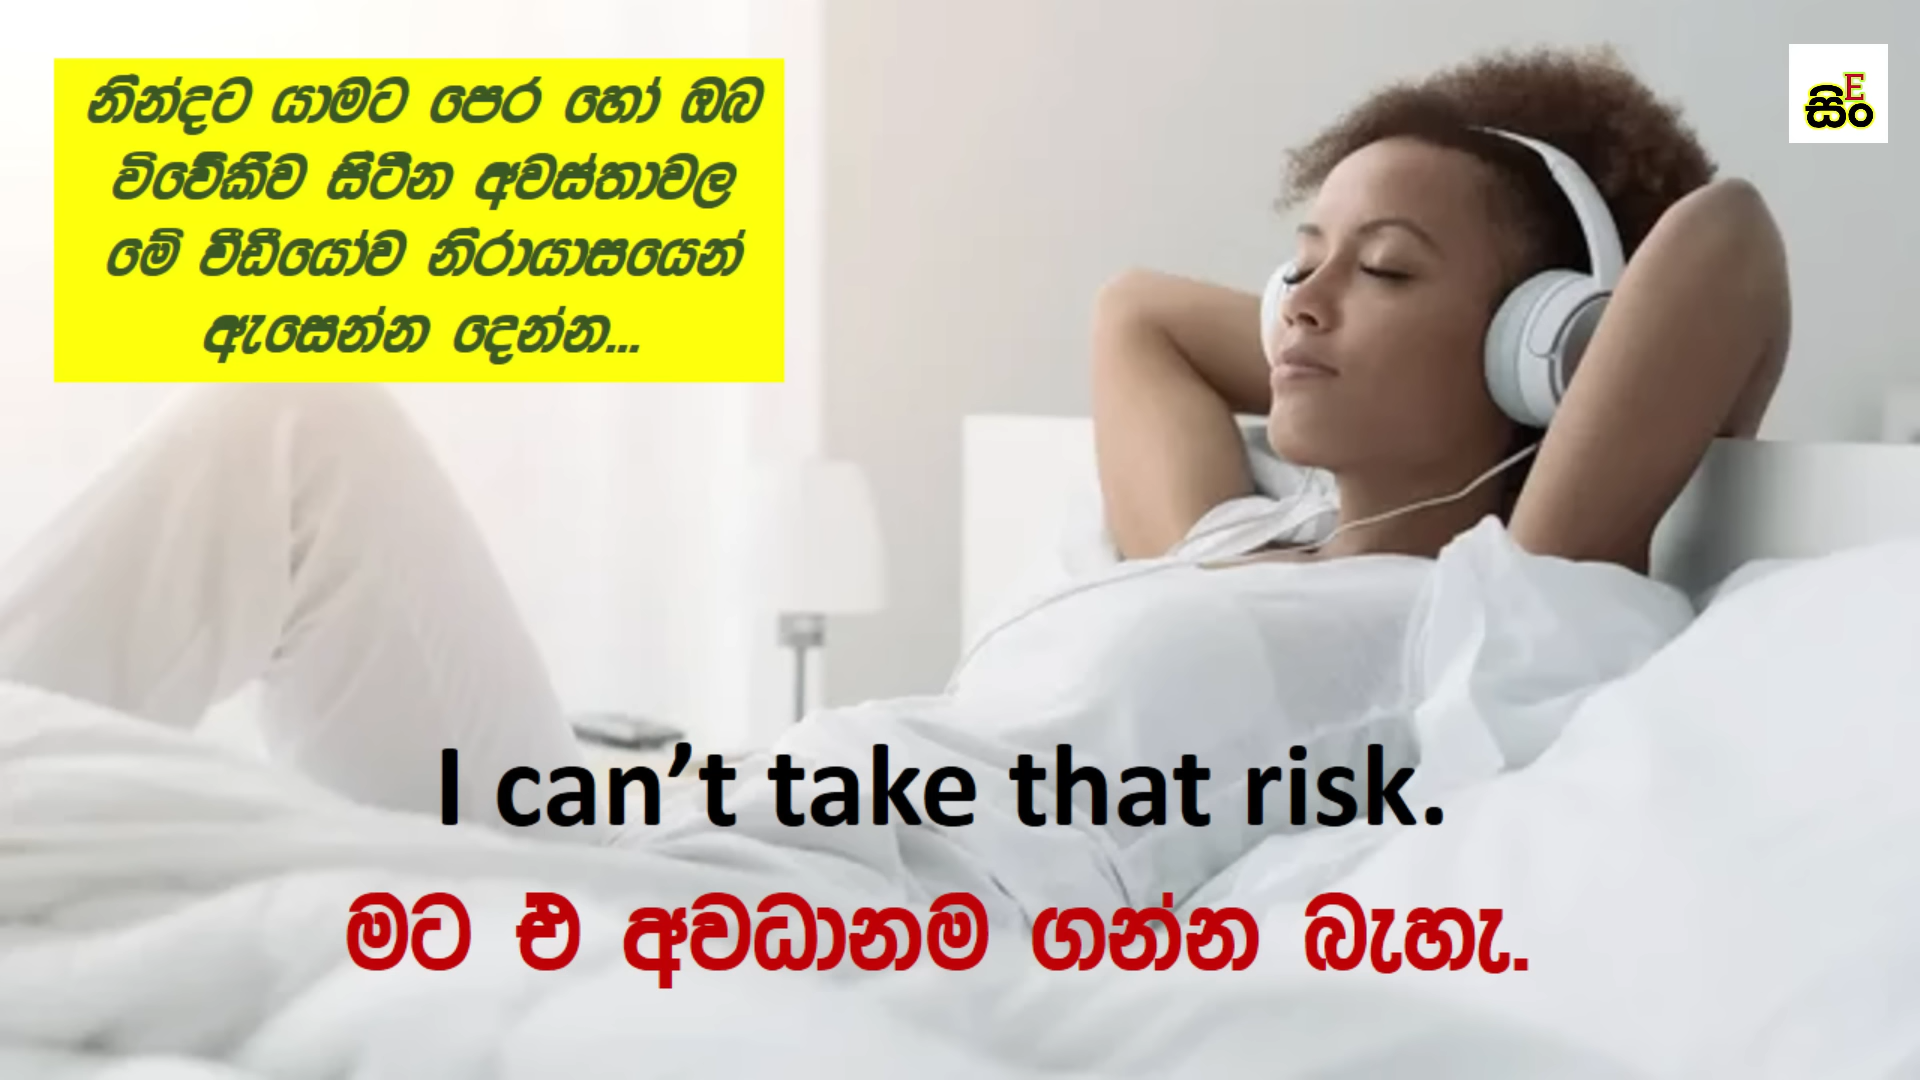 නින්දට යාමට පෙර හෝ ඔබ
විවේකීව සිටින අවස්තාවල
මේ වීඩියෝව නිරායාසයෙන්
ඇසෙන්න දෙන්න...
සිංE
I can’t take that risk.
මට එ අවධානම ගන්න බැහැ.